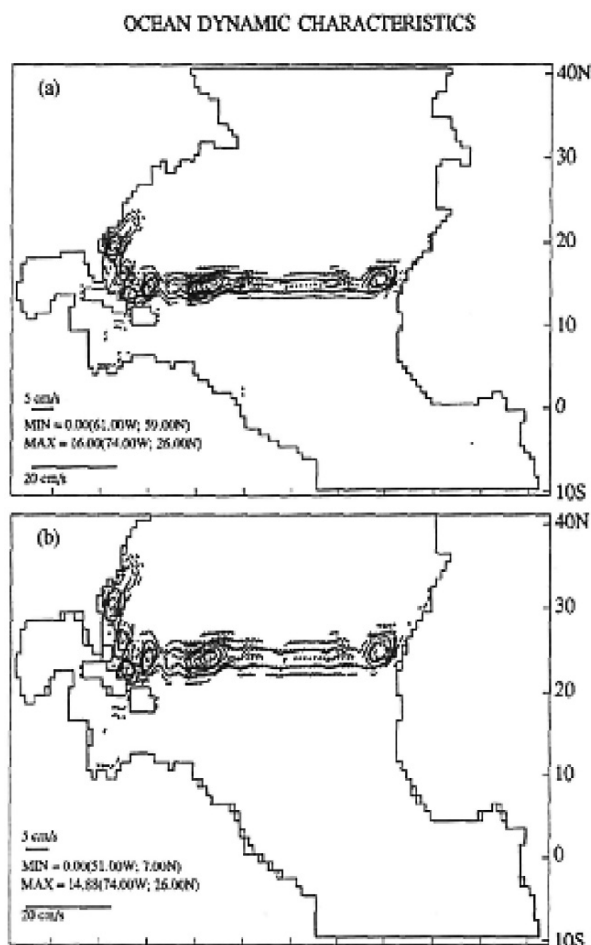 OCEAN DYNAMIC CHARACTERISTICS
(a)
40N
30
20
10
0
10S
5 cm/s
MIN = 0.00(61.00W; 59.00N)
MAX = 16.00(74.00W; 26.00N)
20 cm/s
(b)
40N
30
20
10
0
10S
5 cm/s
MIN = 0.00(51.00W; 7.00N)
MAX = 14.88(74.00W; 26.00N)
20 cm/s